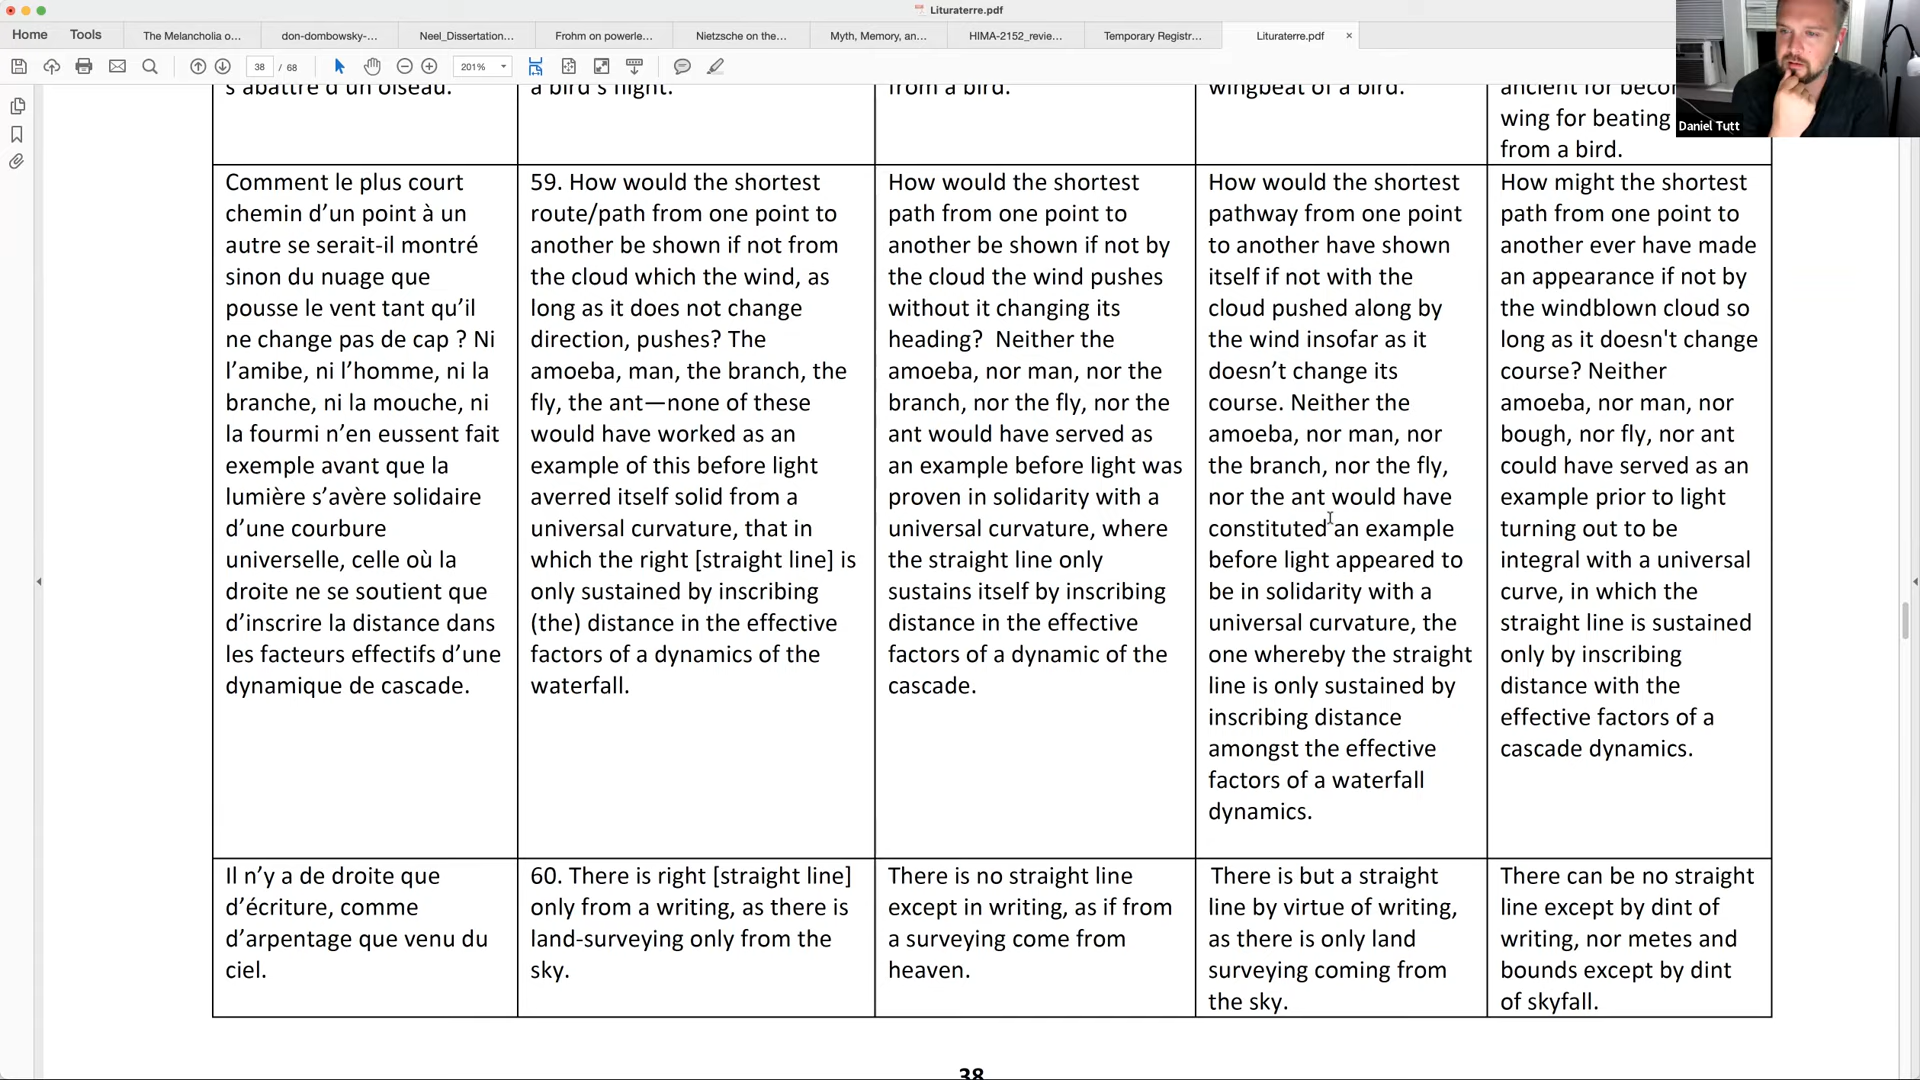 Lituraterre.pdf
Home
Tools
The Melancholia o...
don-dombowsky-...
Neel_Dissertation...
Frohm on powerle...
Nietzsche on the...
Myth, Memory, an...
HIMA-2152_revie...
Temporary Registr...
Lituraterre.pdf
38 / 68
201%
Daniel Tutt
s'abattre d'un oiseau.
a bird's flight.
from a bird.
wingbeat of a bird.
ancient for becom
wing for beating
from a bird.
Comment le plus court
chemin d'un point à un
autre se serait-il montré
sinon du nuage que
pousse le vent tant qu'il
ne change pas de cap ? Ni
l'amibe, ni l'homme, ni la
branche, ni la mouche, ni
la fourmi n'en eussent fait
exemple avant que la
lumière s'avère solidaire
d'une courbure
universelle, celle où la
droite ne se soutient que
d'inscrire la distance dans
les facteurs effectifs d'une
dynamique de cascade.
59. How would the shortest
route/path from one point to
another be shown if not from
the cloud which the wind, as
long as it does not change
direction, pushes? The
amoeba, man, the branch, the
fly, the ant—none of these
would have worked as an
example of this before light
averred itself solid from a
universal curvature, that in
which the right [straight line] is
only sustained by inscribing
(the) distance in the effective
factors of a dynamics of the
waterfall.
How would the shortest
path from one point to
another be shown if not by
the cloud the wind pushes
without it changing its
heading? Neither the
amoeba, nor man, nor the
branch, nor the fly, nor the
ant would have served as
an example before light was
proven in solidarity with a
universal curvature, where
the straight line only
sustains itself by inscribing
distance in the effective
factors of a dynamic of the
cascade.
How would the shortest
pathway from one point
to another have shown
itself if not with the
cloud pushed along by
the wind insofar as it
doesn't change its
course. Neither the
amoeba, nor man, nor
the branch, nor the fly,
nor the ant would have
constituted an example
before light appeared to
be in solidarity with a
universal curvature, the
one whereby the straight
line is only sustained by
inscribing distance
amongst the effective
factors of a waterfall
dynamics.
How might the shortest
path from one point to
another ever have made
an appearance if not by
the windblown cloud so
long as it doesn't change
course? Neither
amoeba, nor man, nor
bough, nor fly, nor ant
could have served as an
example prior to light
turning out to be
integral with a universal
curve, in which the
straight line is sustained
only by inscribing
distance with the
effective factors of a
cascade dynamics.
Il n'y a de droite que
d'écriture, comme
d'arpentage que venu du
ciel.
60. There is right [straight line]
only from a writing, as there is
land-surveying only from the
sky.
There is no straight line
except in writing, as if from
a surveying come from
heaven.
There is but a straight
line by virtue of writing,
as there is only land
surveying coming from
the sky.
There can be no straight
line except by dint of
writing, nor metes and
bounds except by dint
of skyfall.
38